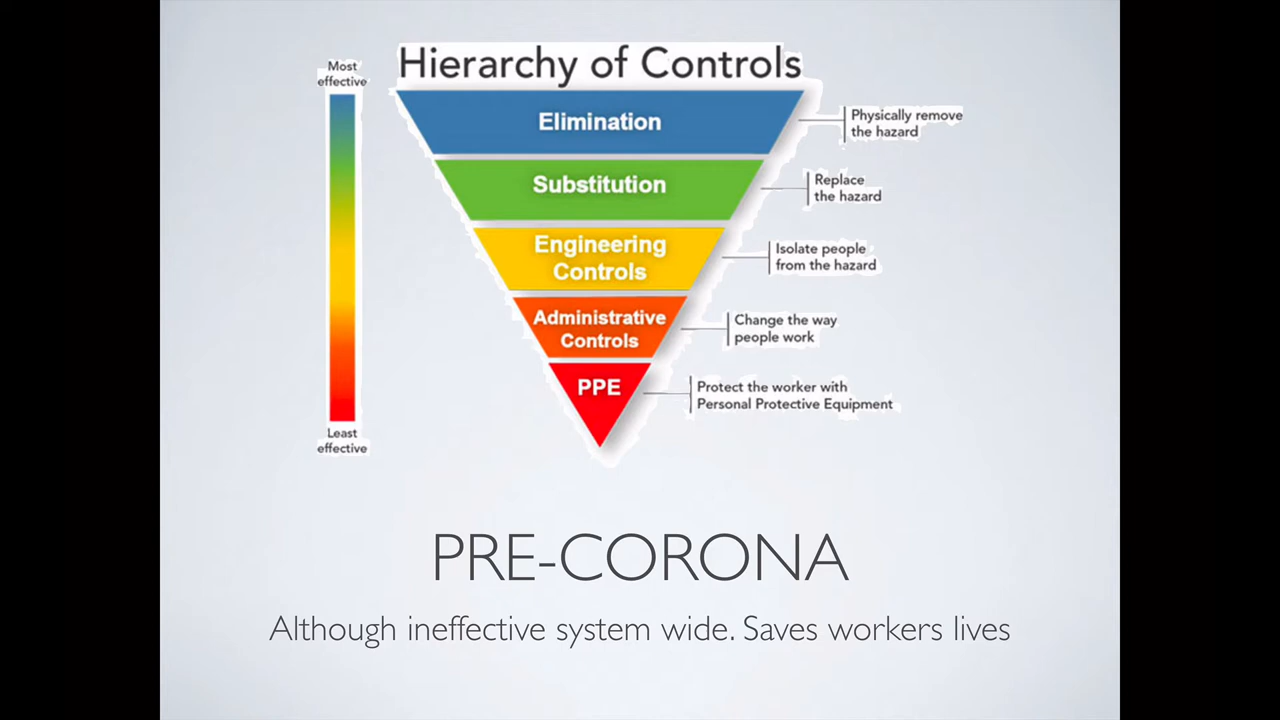 Hierarchy of Controls
Most
effective
Elimination
Physically remove
the hazard
Substitution
Replace
the hazard
Engineering
Controls
Isolate people
from the hazard
Administrative
Controls
Change the way
people work
PPE
Protect the worker with
Personal Protective Equipment
Least
effective
PRE-CORONA
Although ineffective system wide. Saves workers lives